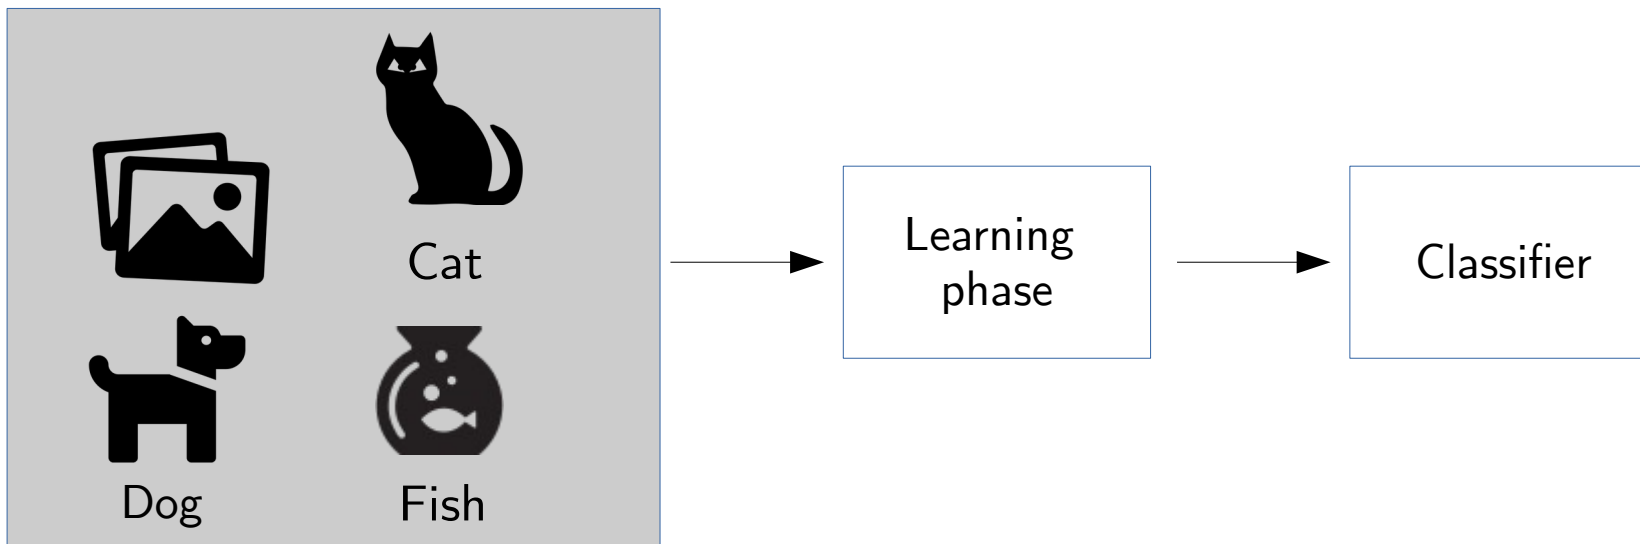 Cat
Dog
Fish
Learning
phase
Classifier